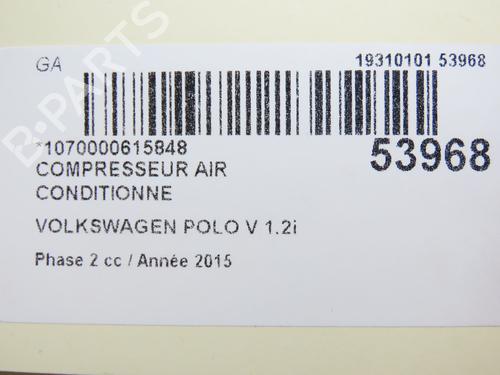 GA
19310101 53968
*1070000615848
53968
COMPRESSEUR AIR
CONDITIONNE
VOLKSWAGEN POLO V 1.2i
Phase 2 cc / Année 2015
B-PARTS